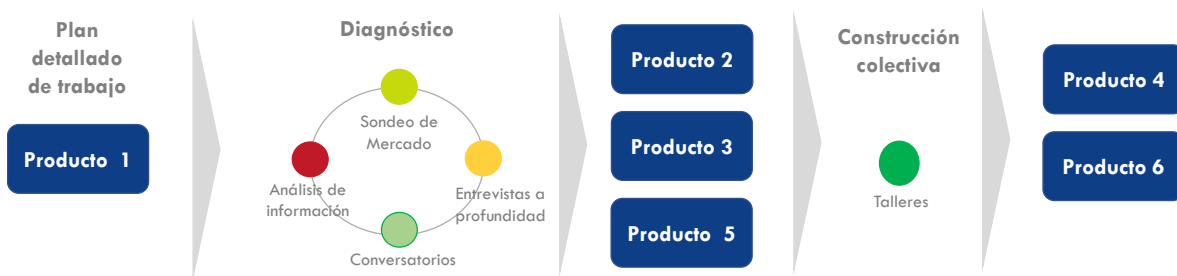 Plan
detallado
de trabajo
Producto 1
Diagnóstico
Sondeo de
Mercado
Análisis de
información
Entrevistas a
profundidad
Conversatorios
Producto 2
Producto 3
Producto 5
Construcción
colectiva
Talleres
Producto 4
Producto 6